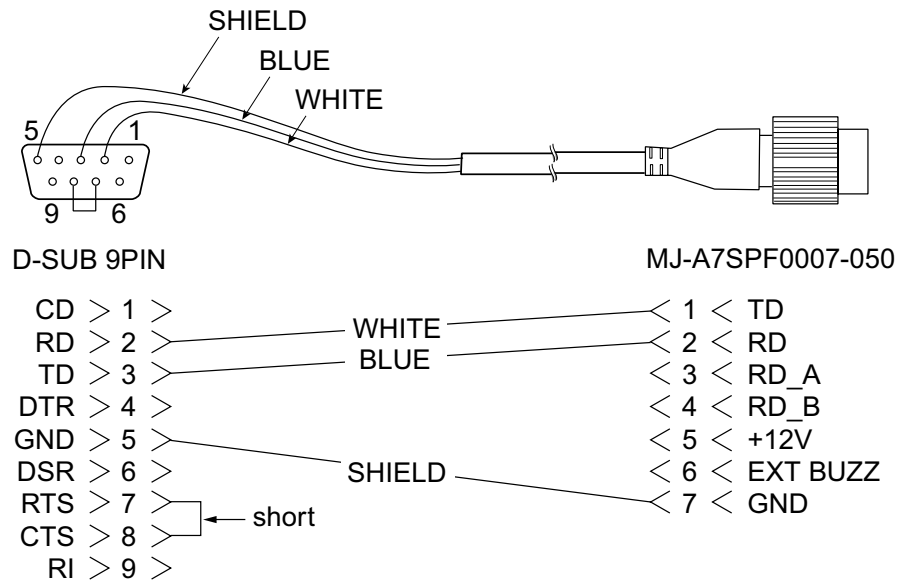 SHIELD
BLUE
WHITE
5 1
9 6
D-SUB 9PIN MJ-A7SPF0007-050
CD 1 WHITE 1 TD
RD 2 BLUE 2 RD
TD 3 3 RD_A
DTR 4 4 RD_B
GND 5 5 +12V
DSR 6 SHIELD 6 EXT BUZZ
RTS 7 short 7 GND
CTS 8
RI 9